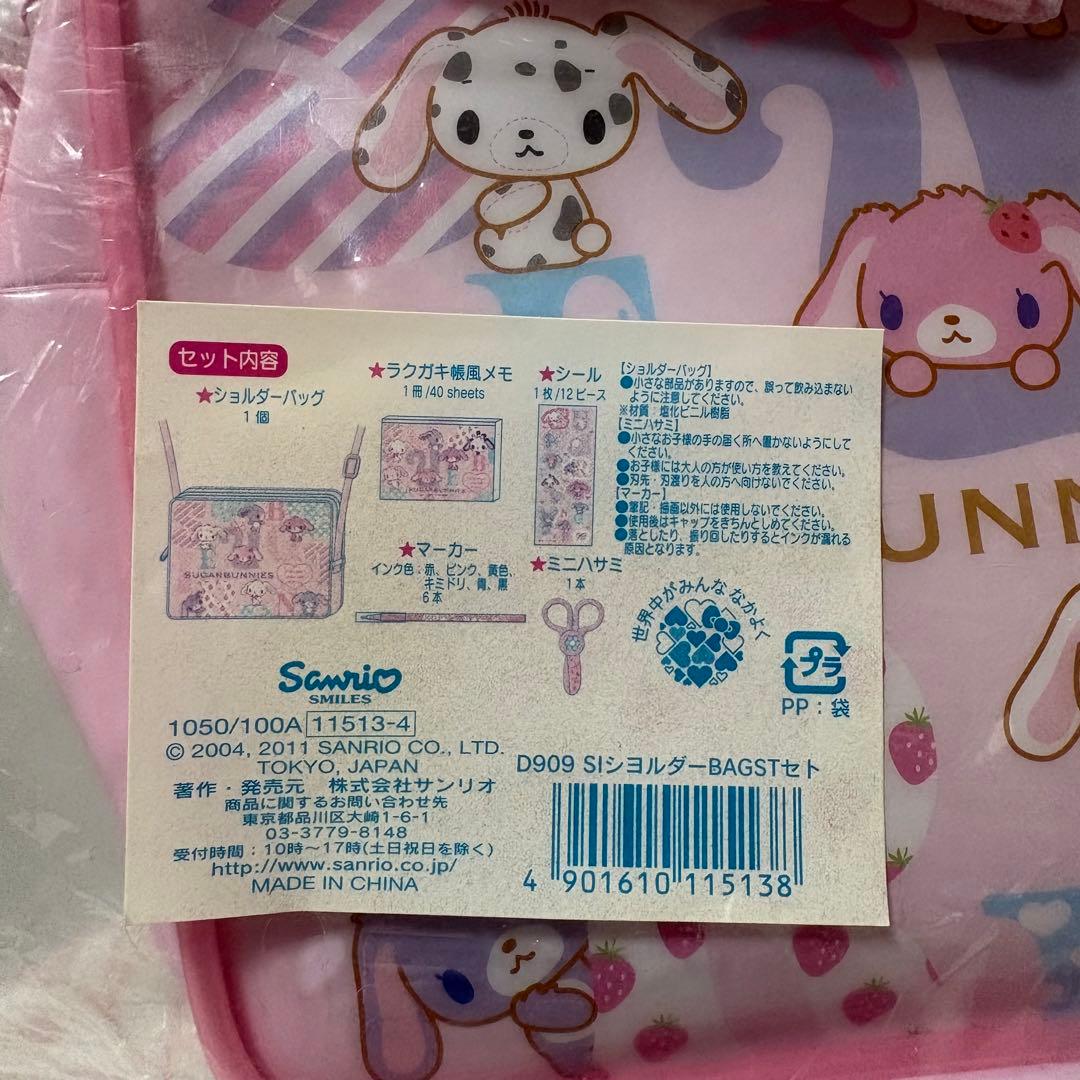 セット内容
★ショルダーバッグ
1個
★ラクガキ帳風メモ
1冊/40 sheets
★シール
1枚/12ピース
SUGARBUNNIES
★マーカー
インク色：赤、ピンク、黄色、
キミドリ、青、黒
6本
★ミニハサミ
1本
【ショルダーバッグ】
●小さな部品がありますので、誤って飲み込まない
ように注意してください。
※材質：塩化ビニル樹脂
【ミニハサミ】
●小さなお子様の手の届く所へ置かないようにして
ください。
●お子様には大人の方が使い方を教えてください。
●刃先・刃渡りを人の方へ向けないでください。
【マーカー】
●筆記・描画以外には使用しないでください。
●使用後はキャップをきちんとしめてください。
●落としたり、振り回したりするとインクが漏れる
原因となります。
世界中がみんななかよく
プラ
PP：袋
Sanrio
SMILES
1050/100A 11513-4
© 2004, 2011 SANRIO CO., LTD.
TOKYO, JAPAN
著作・発売元 株式会社サンリオ
商品に関するお問い合わせ先
東京都品川区大崎1-6-1
03-3779-8148
受付時間：10時～17時(土日祝日を除く)
http://www.sanrio.co.jp/
MADE IN CHINA
D909 SIシヨルダーBAGSTセト
4 901610 115138
UNN